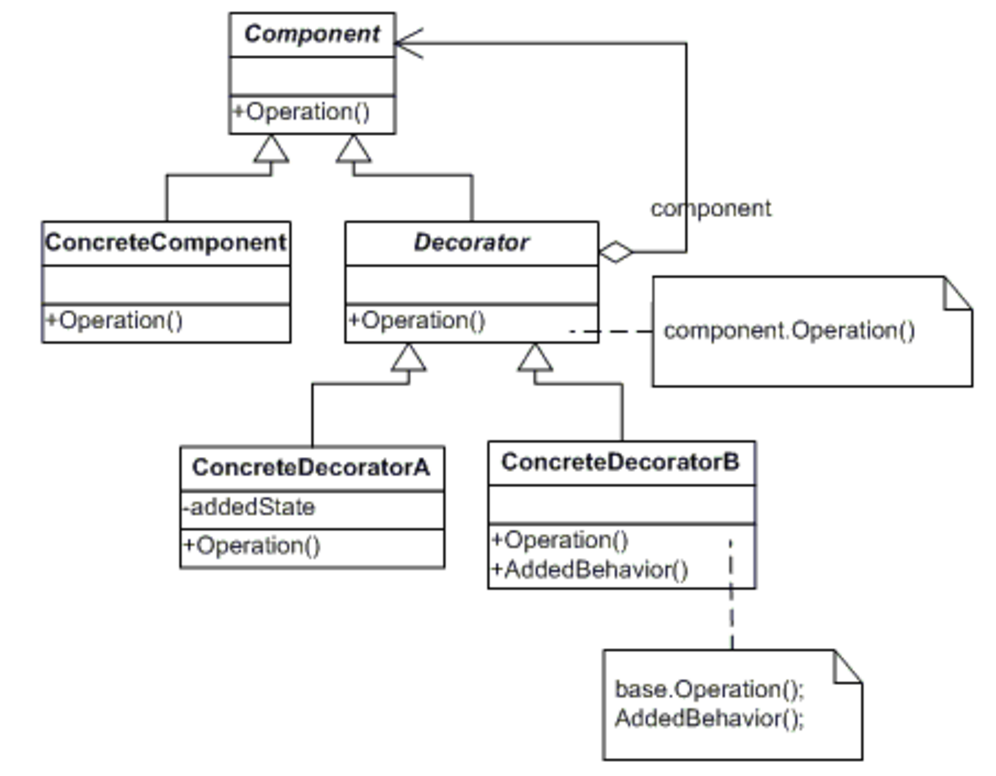 Component
+Operation()
component
ConcreteComponent
+Operation()
Decorator
+Operation()
component.Operation()
ConcreteDecoratorA
-addedState
+Operation()
ConcreteDecoratorB
+Operation()
+AddedBehavior()
base.Operation();
AddedBehavior();